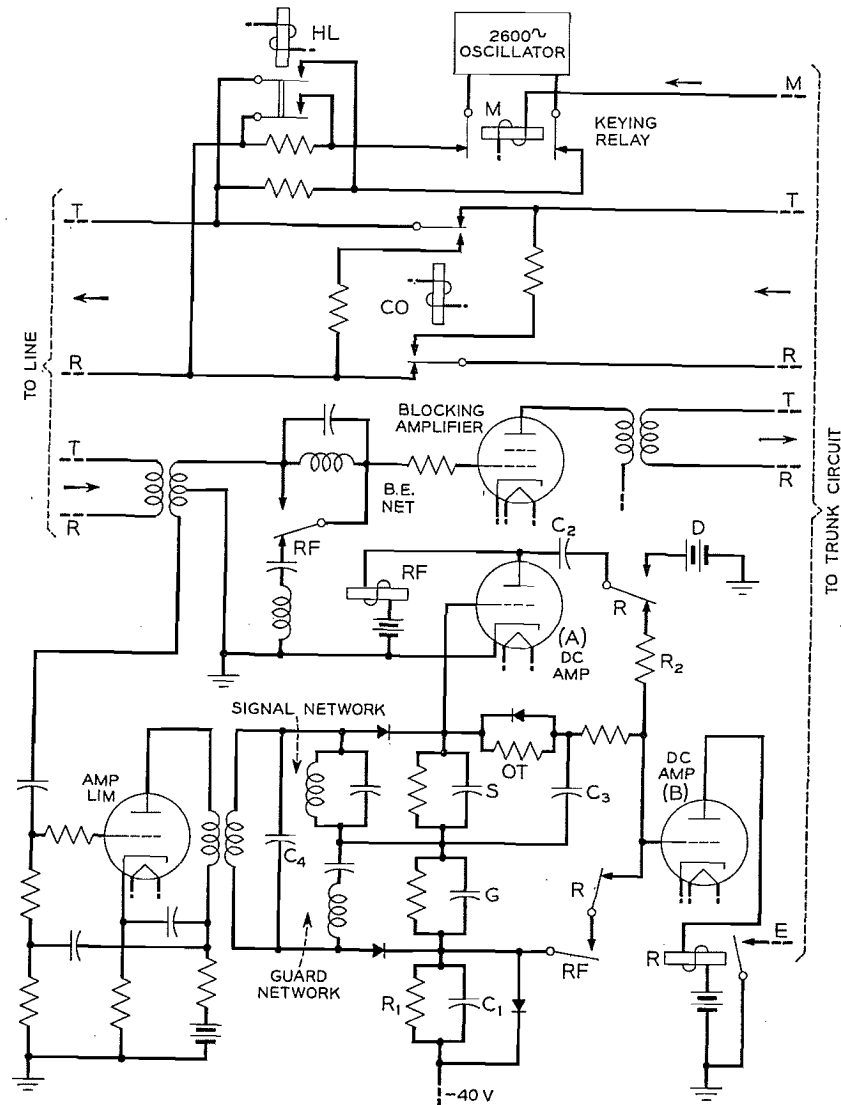 HL
2600~
OSCILLATOR
M
M
KEYING
RELAY
T
T
CO
TO LINE
R
R
BLOCKING
AMPLIFIER
T
T
B.E.
NET
R
R
TO TRUNK CIRCUIT
RF
C2
D
RF
R
(A)
DC
AMP
R2
SIGNAL NETWORK
AMP
LIM
OT
DC
AMP
(B)
S
C3
C4
R
G
E
GUARD
NETWORK
RF
R
R1
C1
-40 V